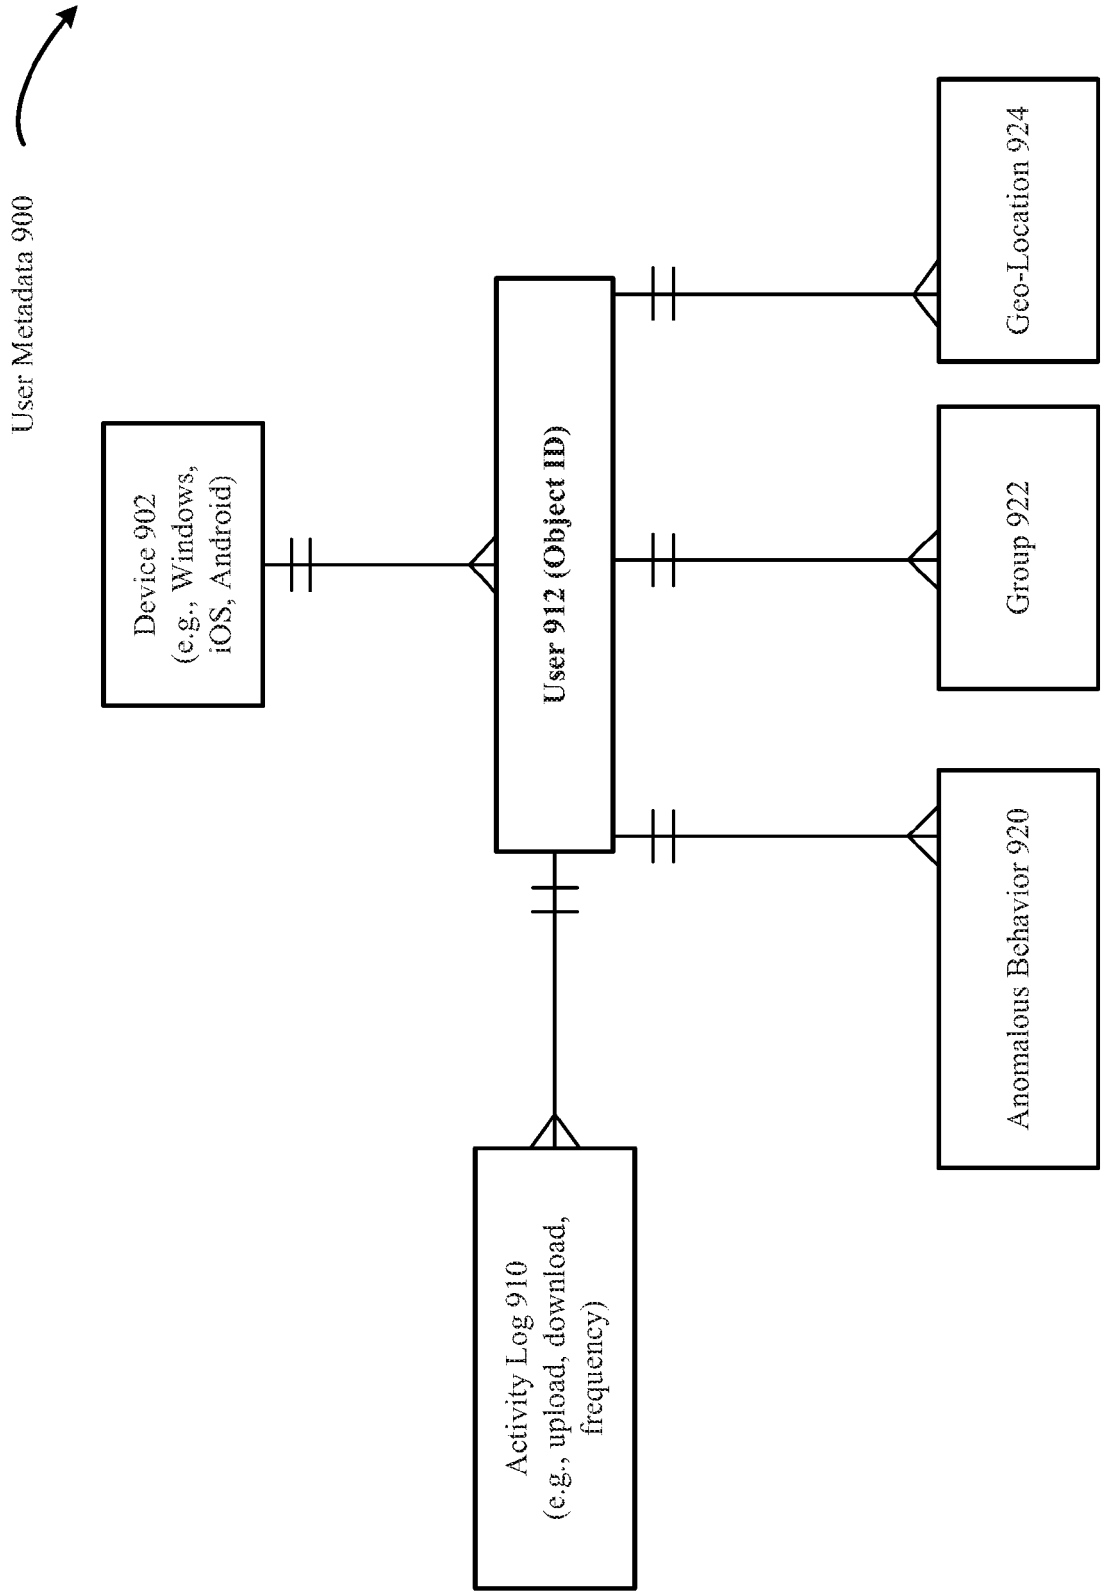 User Metadata 900
Device 902
(e.g., Windows,
iOS, Android)
Activity Log 910
(e.g., upload, download,
frequency)
User 912 (Object ID)
Anomalous Behavior 920
Group 922
Geo-Location 924